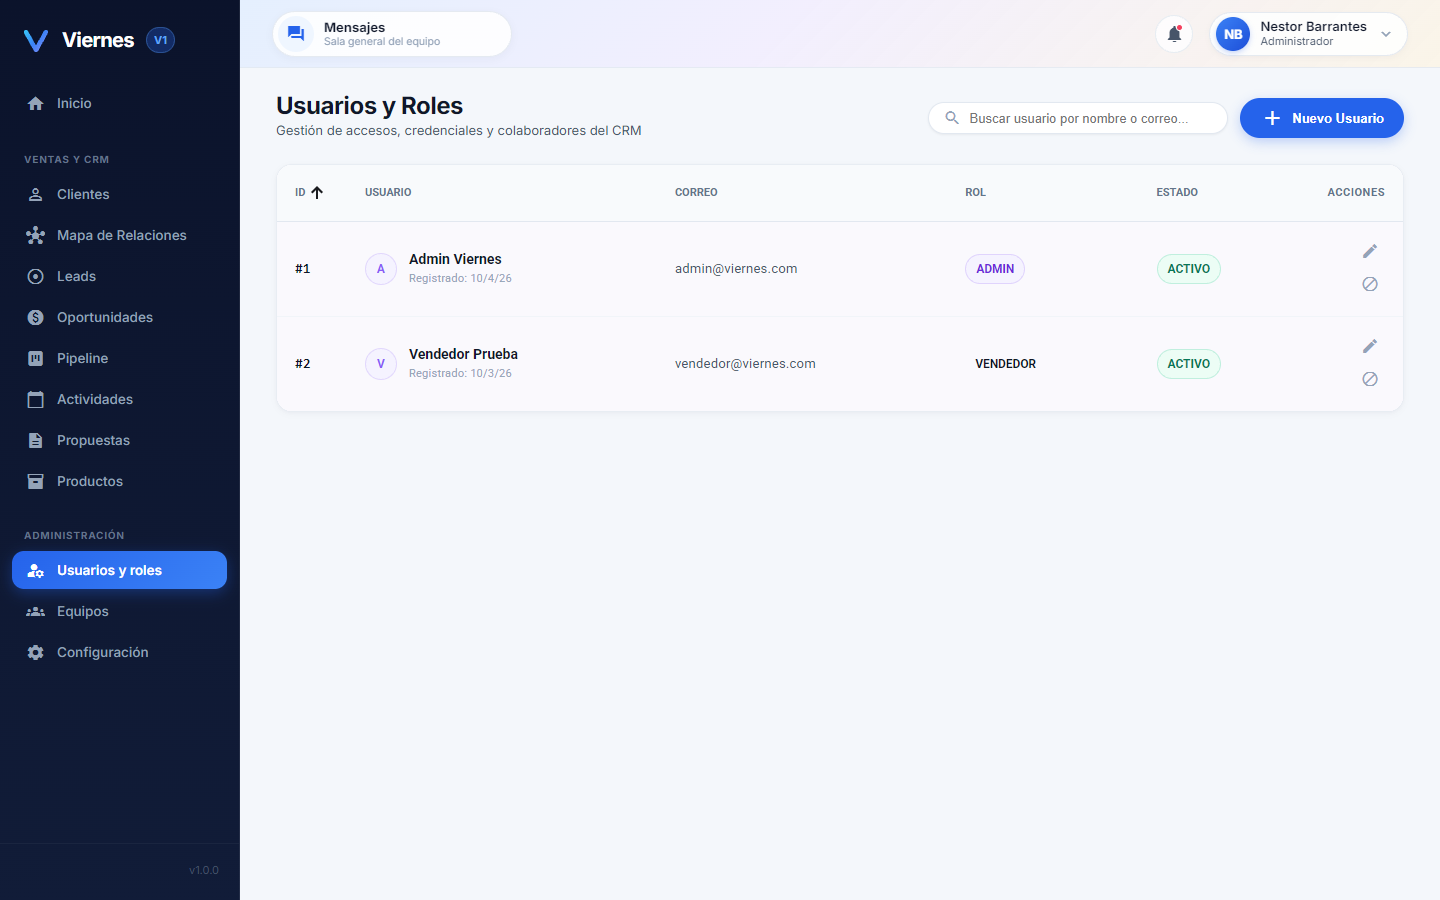 Viernes V1
Inicio
VENTAS Y CRM
Clientes
Mapa de Relaciones
Leads
Oportunidades
Pipeline
Actividades
Propuestas
Productos
ADMINISTRACIÓN
Usuarios y roles
Equipos
Configuración
v1.0.0
Mensajes
Sala general del equipo
NB
Nestor Barrantes
Administrador
Usuarios y Roles
Gestión de accesos, credenciales y colaboradores del CRM
Buscar usuario por nombre o correo...
Nuevo Usuario
ID USUARIO CORREO ROL ESTADO ACCIONES
#1 A Admin Viernes admin@viernes.com ADMIN ACTIVO
Registrado: 10/4/26
#2 V Vendedor Prueba vendedor@viernes.com VENDEDOR ACTIVO
Registrado: 10/3/26